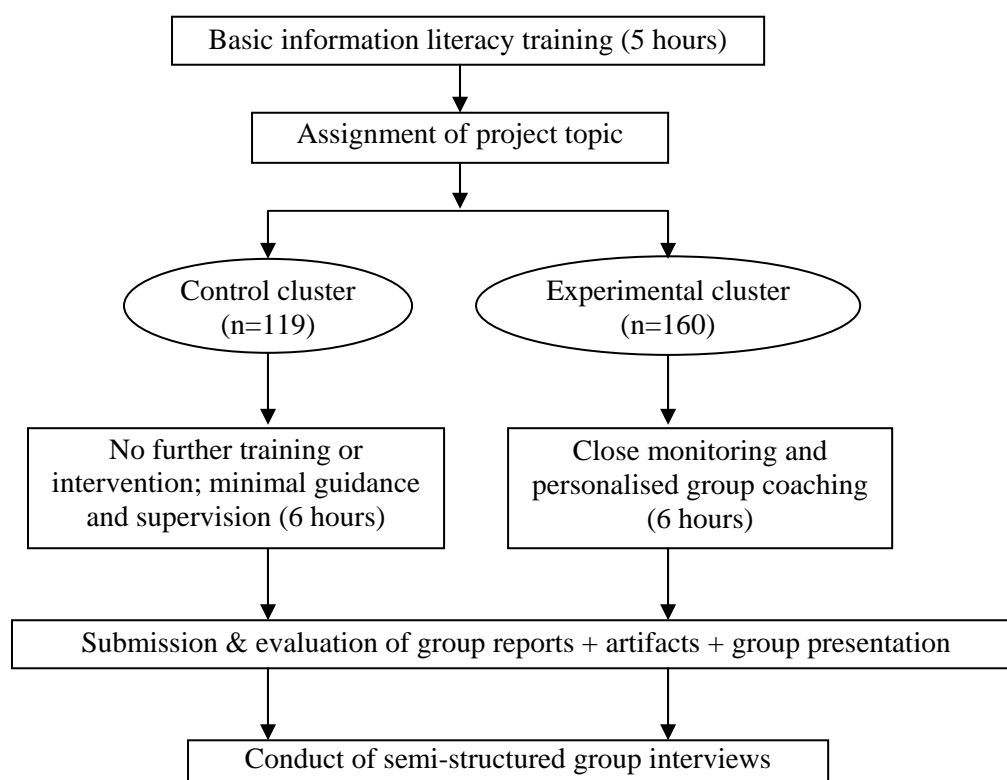 Basic information literacy training (5 hours)
Assignment of project topic
Control cluster
(n=119)
Experimental cluster
(n=160)
No further training or
intervention; minimal guidance
and supervision (6 hours)
Close monitoring and
personalised group coaching
(6 hours)
Submission & evaluation of group reports + artifacts + group presentation
Conduct of semi-structured group interviews